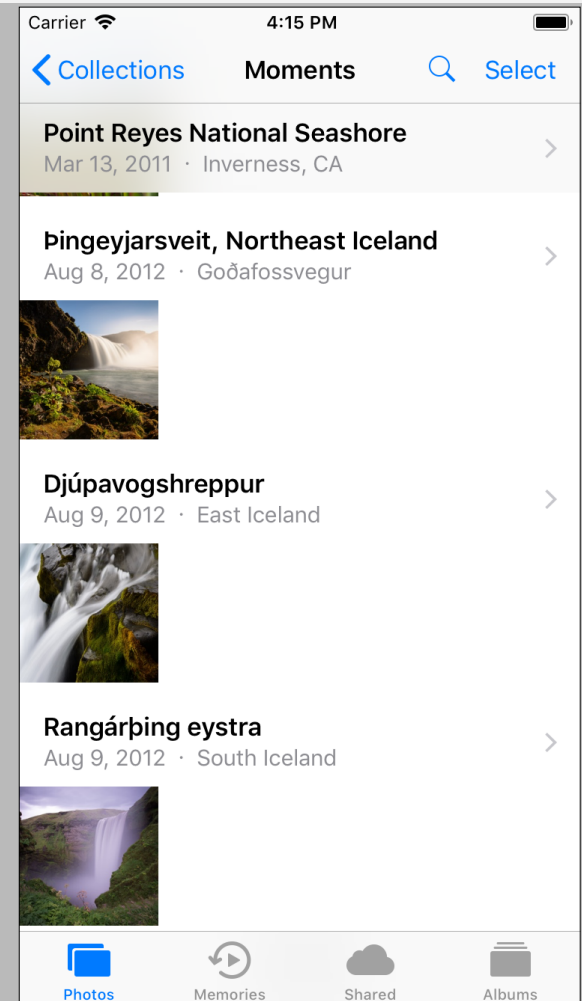 Carrier 4:15 PM
Collections Moments Select
Point Reyes National Seashore
Mar 13, 2011 · Inverness, CA
Þingeyjarsveit, Northeast Iceland
Aug 8, 2012 · Goðafossvegur
Djúpavogshreppur
Aug 9, 2012 · East Iceland
Rangárþing eystra
Aug 9, 2012 · South Iceland
Photos Memories Shared Albums